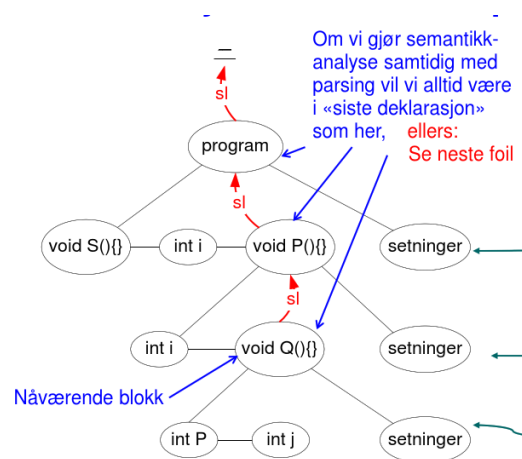 Om vi gjør semantikk-
analyse samtidig med
parsing vil vi alltid være
i «siste deklarasjon»
som her, ellers:
Se neste foil
sl
program
sl
void S(){}
int i
void P(){}
setninger
sl
int i
void Q(){}
setninger
Nåværende blokk
int P
int j
setninger